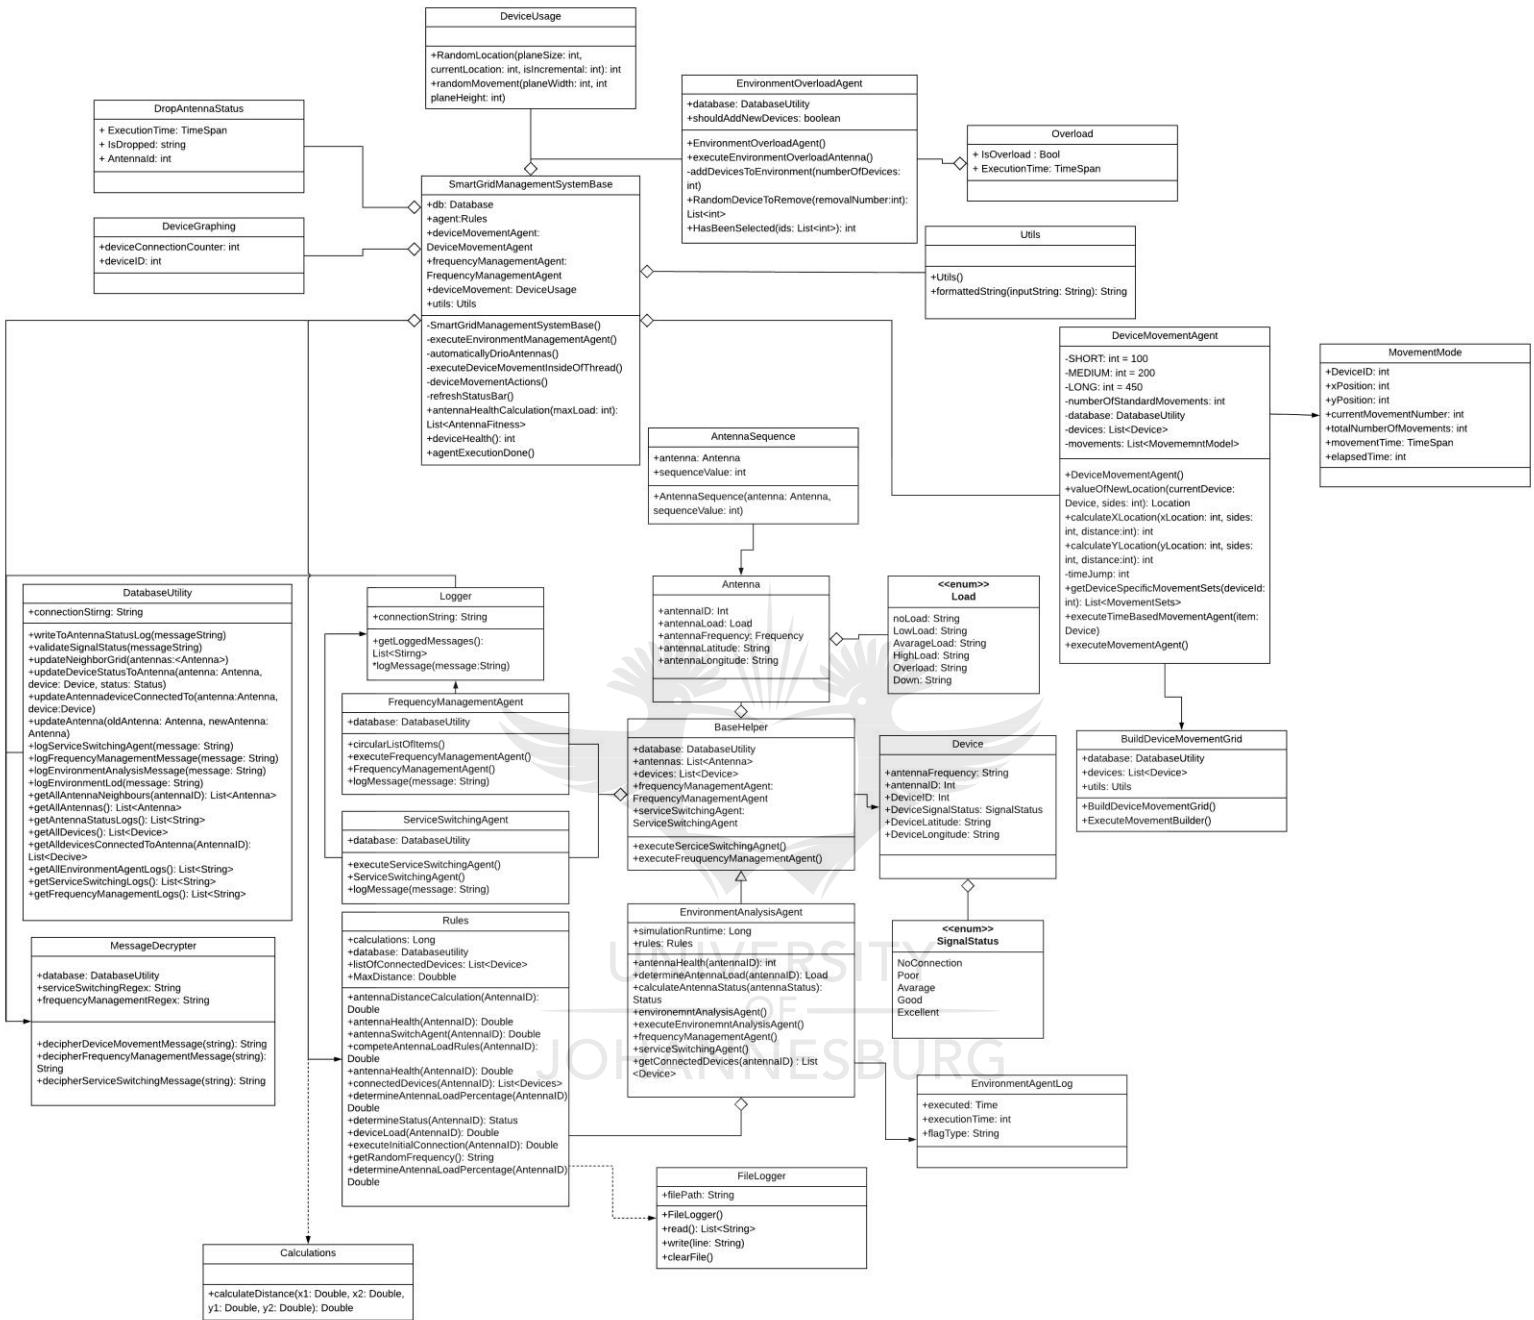 DeviceUsage
+RandomLocation(planeSize: int,
currentLocation: int, isIncremental: int): int
+randomMovement(planeWidth: int, int
planeHeight: int)
EnvironmentOverloadAgent
+database: DatabaseUtility
+shouldAddNewDevices: boolean
+EnvironmentOverloadAgent()
+executeEnvironmentOverloadAntenna()
-addDevicesToEnvironment(numberOfDevices:
int)
+RandomDeviceToRemove(removalNumber:int):
List<int>
+HasBeenSelected(ids: List<int>): int
DropAntennaStatus
+ ExecutionTime: TimeSpan
+ IsDropped: string
+ AntennaId: int
Overload
+ IsOverload : Bool
+ ExecutionTime: TimeSpan
SmartGridManagementSystemBase
+db: Database
+agent:Rules
+deviceMovementAgent:
DeviceMovementAgent
+frequencyManagementAgent:
FrequencyManagementAgent
+deviceMovement: DeviceUsage
+utils: Utils
-SmartGridManagementSystemBase()
-executeEnvironmentManagementAgent()
-automaticallyDrioAntennas()
-executeDeviceMovementInsideOfThread()
-deviceMovementActions()
-refreshStatusBar()
+antennaHealthCalculation(maxLoad: int):
List<AntennaFitness>
+deviceHealth(): int
+agentExecutionDone()
DeviceGraphing
+deviceConnectionCounter: int
+deviceID: int
Utils
+Utils()
+formattedString(inputString: String): String
DeviceMovementAgent
-SHORT: int = 100
-MEDIUM: int = 200
-LONG: int = 450
-numberOfStandardMovements: int
-database: DatabaseUtility
-devices: List<Device>
-movements: List<MovememntModel>
+DeviceMovementAgent()
+valueOfNewLocation(currentDevice:
Device, sides: int): Location
+calculateXLocation(xLocation: int, sides:
int, distance:int): int
+calculateYLocation(yLocation: int, sides:
int, distance:int): int
-timeJump: int
+getDeviceSpecificMovementSets(deviceId:
int): List<MovementSets>
+executeTimeBasedMovementAgent(item:
Device)
+executeMovementAgent()
MovementMode
+DeviceID: int
+xPosition: int
+yPosition: int
+currentMovementNumber: int
+totalNumberOfMovements: int
+movementTime: TimeSpan
+elapsedTime: int
AntennaSequence
+antenna: Antenna
+sequenceValue: int
+AntennaSequence(antenna: Antenna,
sequenceValue: int)
DatabaseUtility
+connectionStirng: String
+writeToAntennaStatusLog(messageString)
+validateSignalStatus(messageString)
+updateNeighborGrid(antennas:<Antenna>)
+updateDeviceStatusToAntenna(antenna: Antenna,
device: Device, status: Status)
+updateAntennadeviceConnectedTo(antenna:Antenna,
device:Device)
+updateAntenna(oldAntenna: Antenna, newAntenna:
Antenna)
+logServiceSwitchingAgent(message: String)
+logFrequencyManagementMessage(message: String)
+logEnvironmentAnalysisMessage(message: String)
+logEnvironmentLod(message: String)
+getAllAntennaNeighbours(antennaID): List<Antenna>
+getAllAntennas(): List<Antenna>
+getAntennaStatusLogs(): List<String>
+getAllDevices(): List<Device>
+getAlldevicesConnectedToAntenna(AntennaID):
List<Decive>
+getAllEnvironmentAgentLogs(): List<String>
+getServiceSwitchingLogs(): List<String>
+getFrequencyManagementLogs(): List<String>
Logger
+connectionString: String
+getLoggedMessages():
List<Stirng>
*logMessage(message:String)
Antenna
+antennaID: Int
+antennaLoad: Load
+antennaFrequency: Frequency
+antennaLatitude: String
+antennaLongitude: String
<<enum>>
Load
noLoad: String
LowLoad: String
AvarageLoad: String
HighLoad: String
Overload: String
Down: String
FrequencyManagementAgent
+database: DatabaseUtility
+circularListOfItems()
+executeFrequencyManagementAgent()
+FrequencyManagementAgent()
+logMessage(message: String)
BaseHelper
+database: DatabaseUtility
+antennas: List<Antenna>
+devices: List<Device>
+frequencyManagementAgent:
FrequencyManagementAgent
+serviceSwitchingAgent:
ServiceSwitchingAgent
+executeSerciceSwitchingAgnet()
+executeFreuquencyManagementAgent()
Device
+antennaFrequency: String
+antennaID: Int
+DeviceID: Int
+DeviceSignalStatus: SignalStatus
+DeviceLatitude: String
+DeviceLongitude: String
BuildDeviceMovementGrid
+database: DatabaseUtility
+devices: List<Device>
+utils: Utils
+BuildDeviceMovementGrid()
+ExecuteMovementBuilder()
ServiceSwitchingAgent
+database: DatabaseUtility
+executeServiceSwitchingAgent()
+ServiceSwitchingAgent()
+logMessage(message: String)
Rules
+calculations: Long
+database: Databaseutility
+listOfConnectedDevices: List<Device>
+MaxDistance: Doubble
+antennaDistanceCalculation(AntennaID):
Double
+antennaHealth(AntennaID): Double
+antennaSwitchAgent(AntennaID): Double
+competeAntennaLoadRules(AntennaID):
Double
+antennaHealth(AntennaID): Double
+connectedDevices(AntennaID): List<Devices>
+determineAntennaLoadPercentage(AntennaID)
Double
+determineStatus(AntennaID): Status
+deviceLoad(AntennaID): Double
+executeInitialConnection(AntennaID): Double
+getRandomFrequency(): String
+determineAntennaLoadPercentage(AntennaID)
Double
EnvironmentAnalysisAgent
+simulationRuntime: Long
+rules: Rules
+antennaHealth(antennaID): int
+determineAntennaLoad(antennaID): Load
+calculateAntennaStatus(antennaStatus):
Status
+environemntAnalysisAgent()
+executeEnvironemntAnalysisAgent()
+frequencyManagementAgent()
+serviceSwitchingAgent()
+getConnectedDevices(antennaID) : List
<Device>
<<enum>>
SignalStatus
NoConnection
Poor
Avarage
Good
Excellent
MessageDecrypter
+database: DatabaseUtility
+serviceSwitchingRegex: String
+frequencyManagementRegex: String
+decipherDeviceMovementMessage(string): String
+decipherFrequencyManagementMessage(string):
String
+decipherServiceSwitchingMessage(string): String
UNIVERSITY
OF
JOHANNESBURG
EnvironmentAgentLog
+executed: Time
+executionTime: int
+flagType: String
FileLogger
+filePath: String
+FileLogger()
+read(): List<String>
+write(line: String)
+clearFile()
Calculations
+calculateDistance(x1: Double, x2: Double,
y1: Double, y2: Double): Double